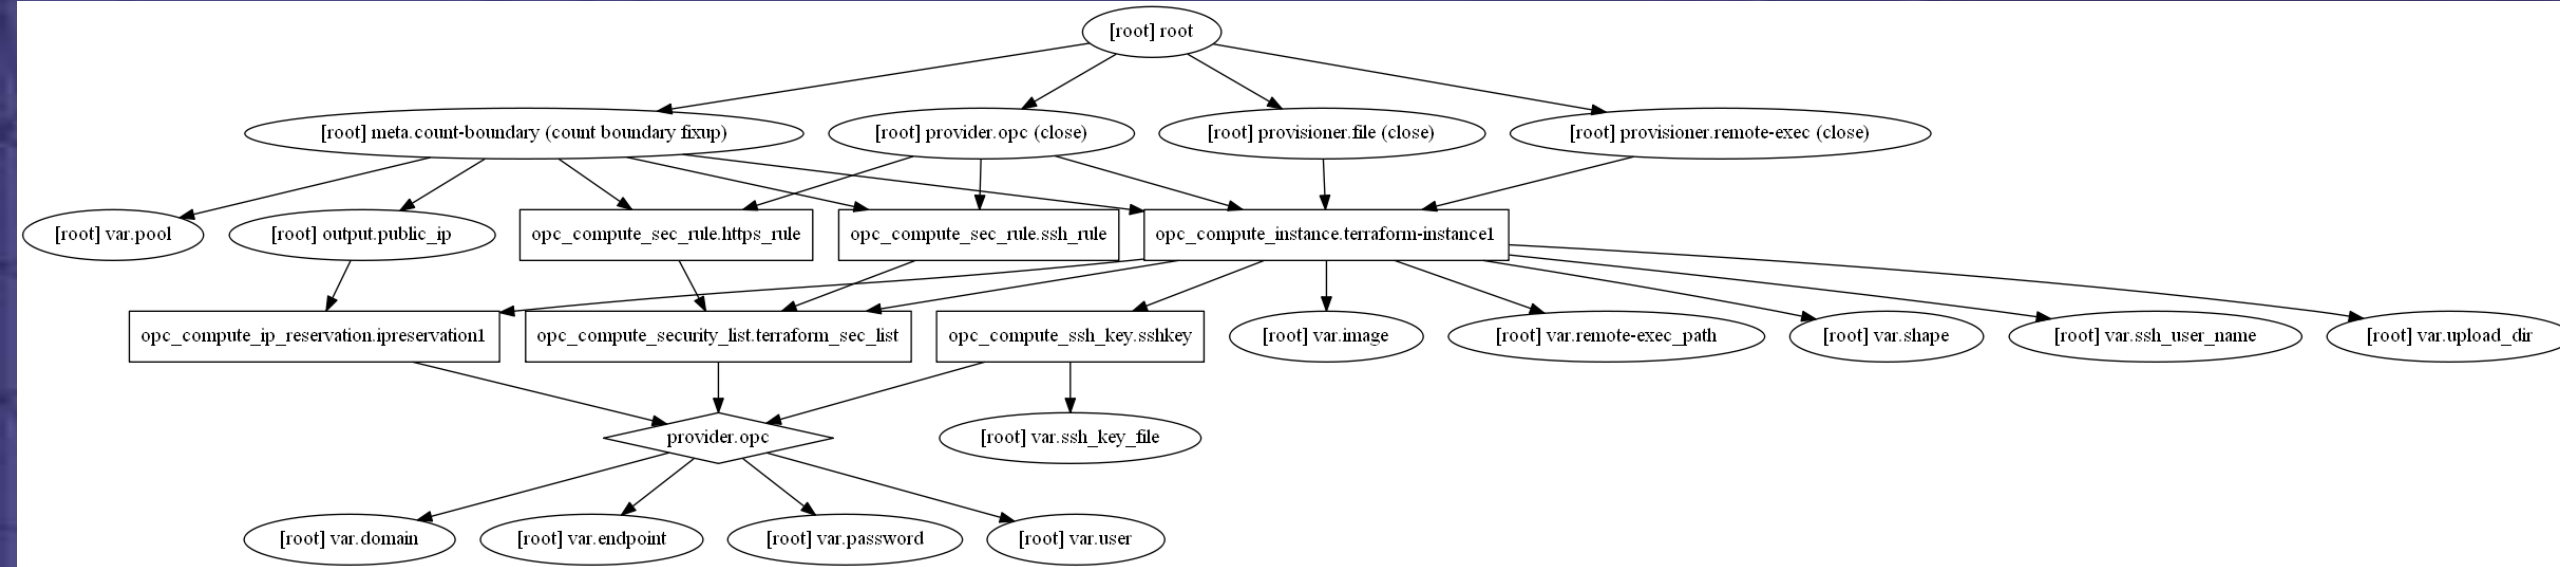 [root] root
[root] meta.count-boundary (count boundary fixup)
[root] provider.opc (close)
[root] provisioner.file (close)
[root] provisioner.remote-exec (close)
[root] var.pool
[root] output.public_ip
opc_compute_sec_rule.https_rule
opc_compute_sec_rule.ssh_rule
opc_compute_instance.terraform-instance1
opc_compute_ip_reservation.ipreservation1
opc_compute_security_list.terraform_sec_list
opc_compute_ssh_key.sshkey
[root] var.image
[root] var.remote-exec_path
[root] var.shape
[root] var.ssh_user_name
[root] var.upload_dir
provider.opc
[root] var.ssh_key_file
[root] var.domain
[root] var.endpoint
[root] var.password
[root] var.user